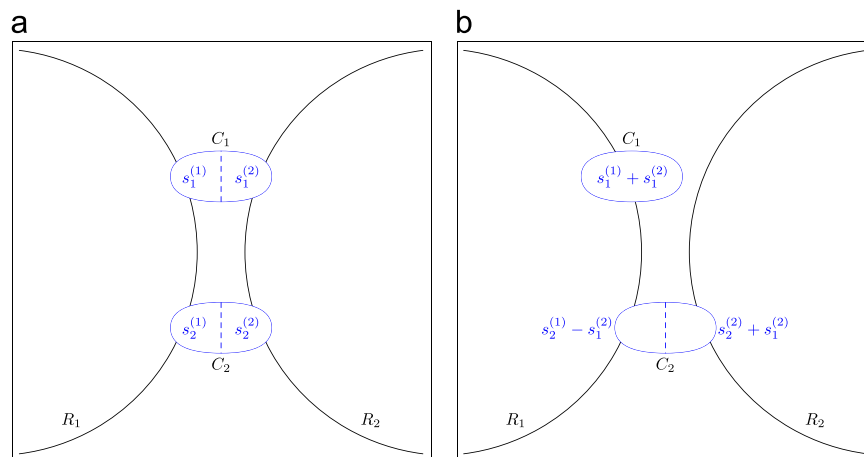 a
b
C₁
C₁
s₁⁽¹⁾ s₁⁽²⁾
s₁⁽¹⁾ + s₁⁽²⁾
s₂⁽¹⁾ s₂⁽²⁾
s₂⁽¹⁾ − s₁⁽²⁾ s₂⁽²⁾ + s₁⁽²⁾
C₂
C₂
R₁ R₂
R₁ R₂